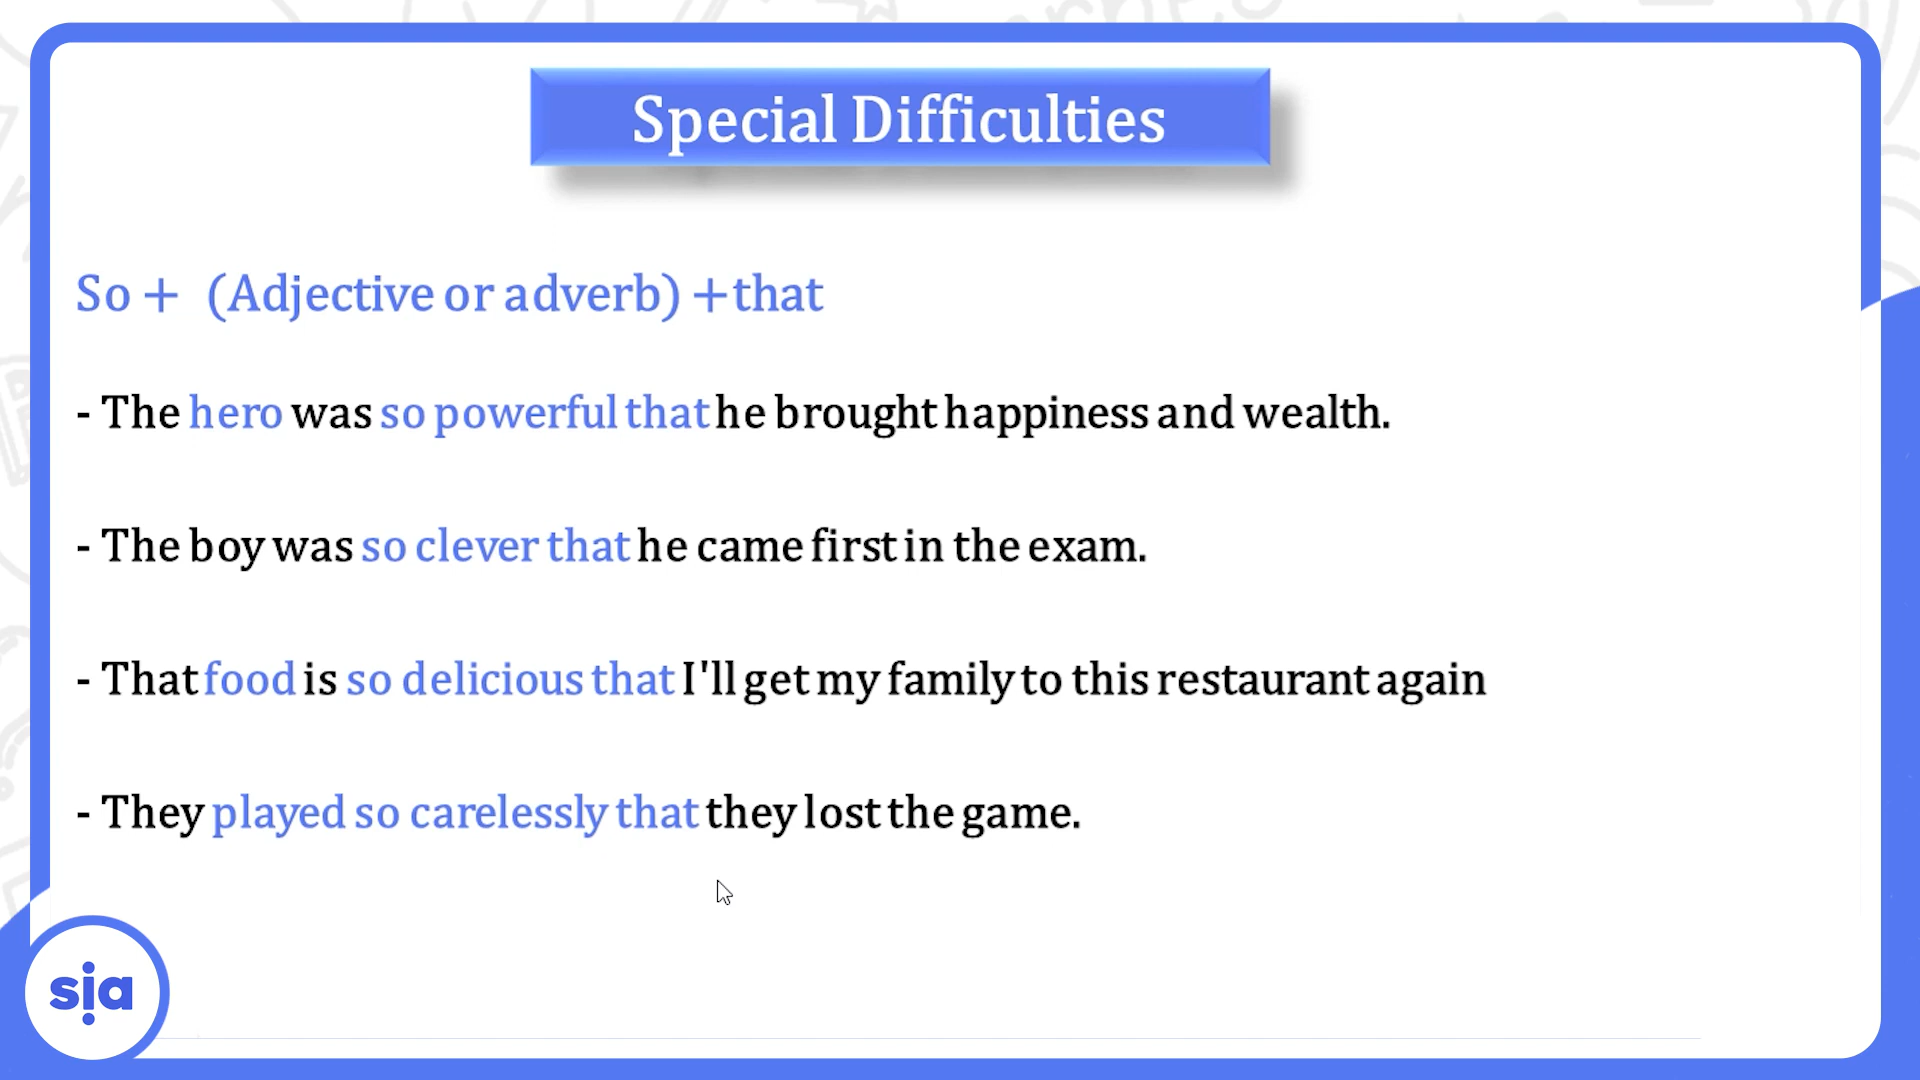 Special Difficulties
So + (Adjective or adverb) +that
- The hero was so powerful that he brought happiness and wealth.
- The boy was so clever that he came first in the exam.
- That food is so delicious that I'll get my family to this restaurant again
- They played so carelessly that they lost the game.
sia